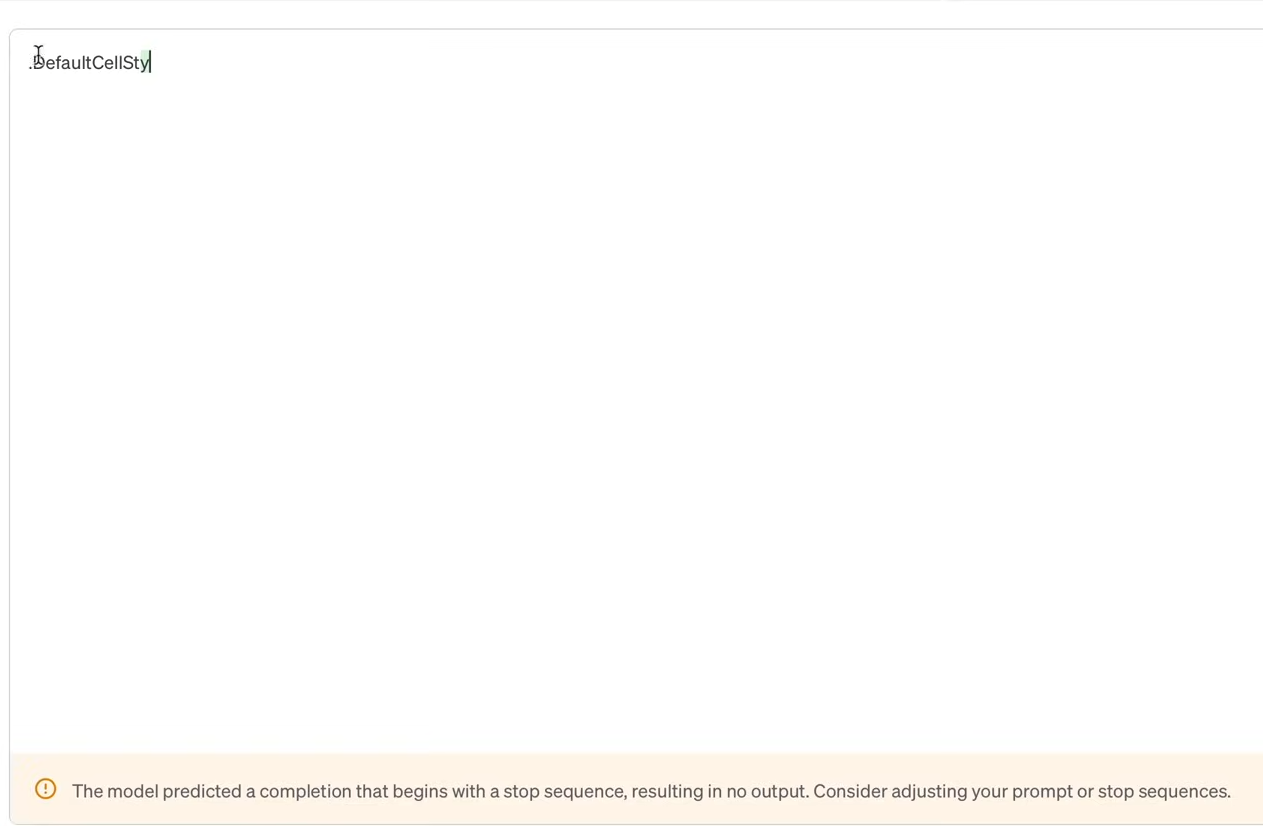 .DefaultCellSty
The model predicted a completion that begins with a stop sequence, resulting in no output. Consider adjusting your prompt or stop sequences.